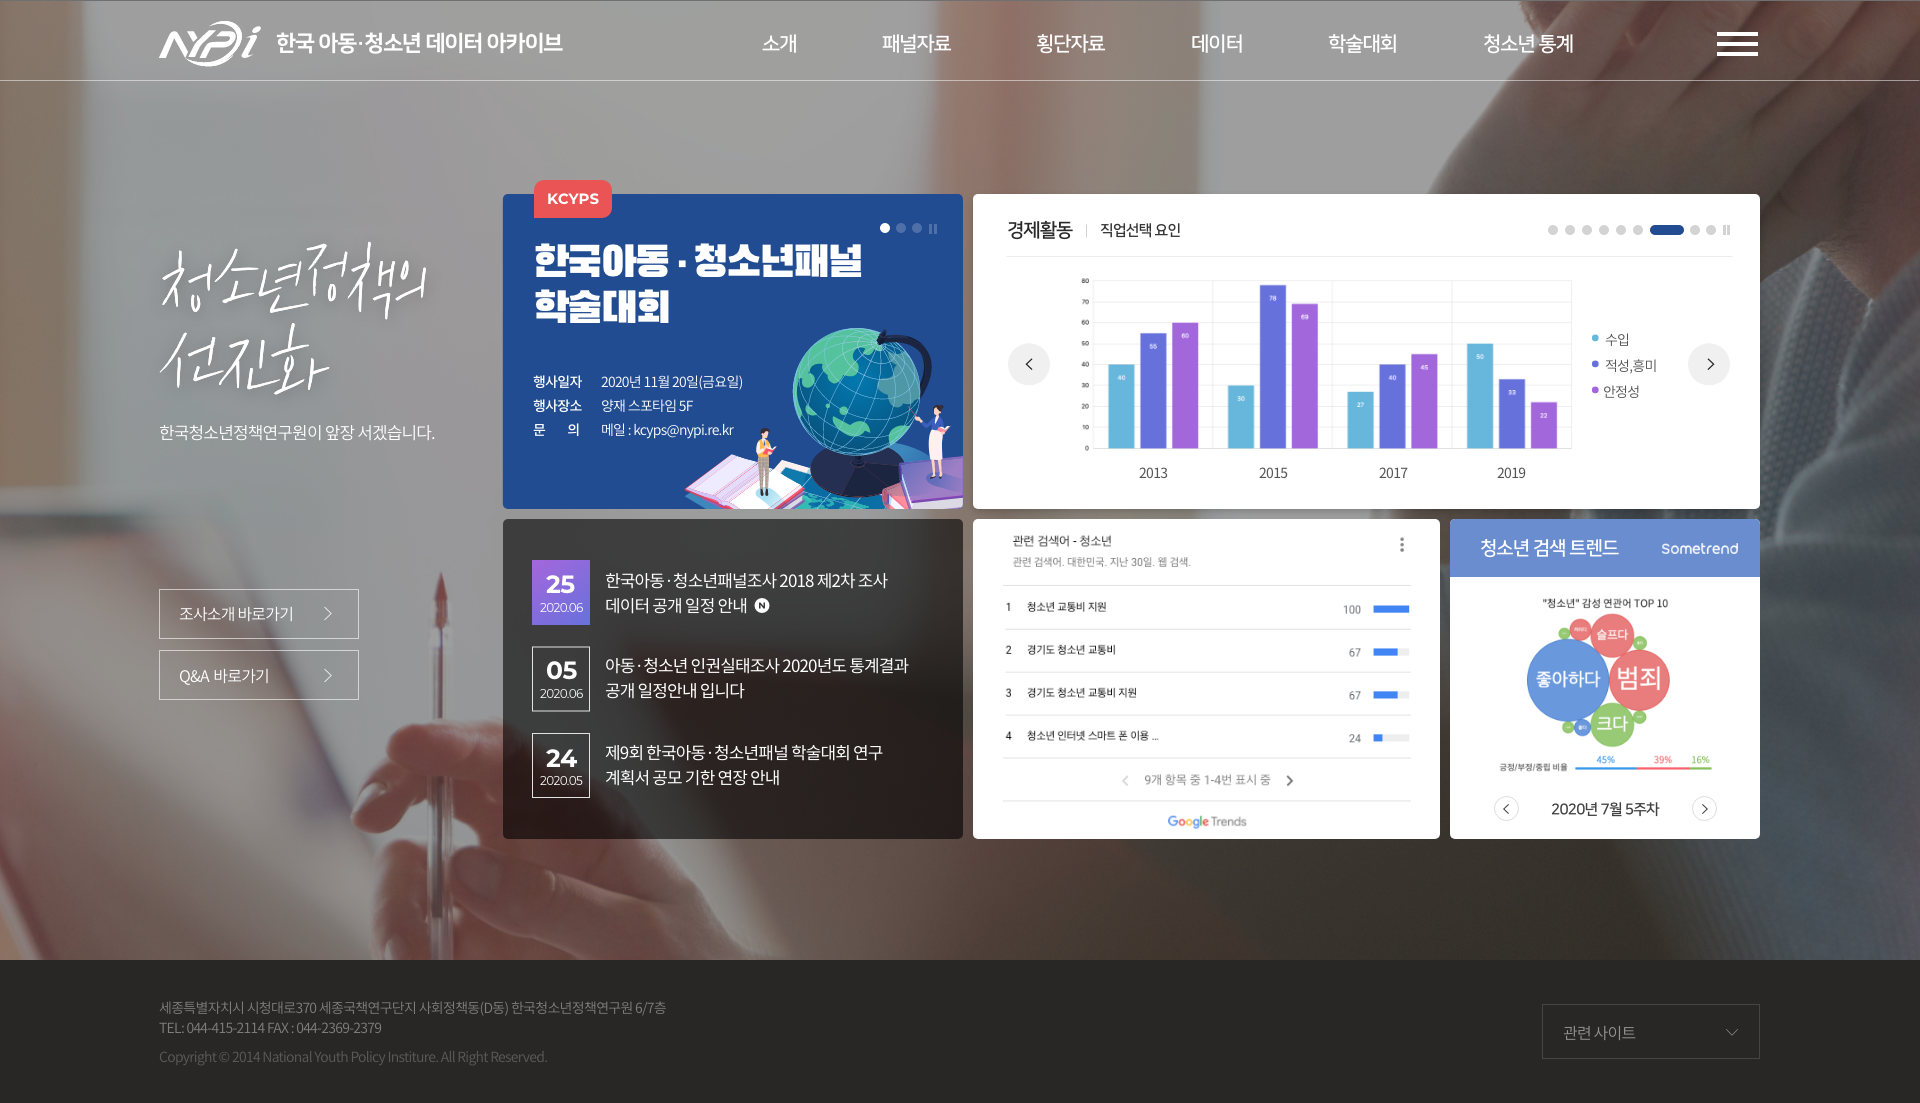 NYPi 한국 아동·청소년 데이터 아카이브
소개
패널자료
횡단자료
데이터
학술대회
청소년 통계
청소년정책의
선진화
한국청소년정책연구원이 앞장 서겠습니다.
조사소개 바로가기
Q&A 바로가기
KCYPS
한국아동·청소년패널
학술대회
행사일자 2020년 11월 20일(금요일)
행사장소 양재 스포타임 5F
문 의 메일 : kcyps@nypi.re.kr
경제활동 직업선택 요인
80
70
60
50
40
30
20
10
0
40 55 60
30 78 69
27 40 45
50 33 22
2013 2015 2017 2019
수입
적성,흥미
안정성
25
2020.06
한국아동·청소년패널조사 2018 제2차 조사
데이터 공개 일정 안내 N
05
2020.06
아동·청소년 인권실태조사 2020년도 통계결과
공개 일정안내 입니다
24
2020.05
제9회 한국아동·청소년패널 학술대회 연구
계획서 공모 기한 연장 안내
관련 검색어 - 청소년
관련 검색어. 대한민국. 지난 30일. 웹 검색.
1 청소년 교통비 지원 100
2 경기도 청소년 교통비 67
3 경기도 청소년 교통비 지원 67
4 청소년 인터넷 스마트 폰 이용 ... 24
9개 항목 중 1-4번 표시 중
Google Trends
청소년 검색 트렌드 Sometrend
"청소년" 감성 연관어 TOP 10
슬프다
좋아하다
범죄
크다
긍정/부정/중립 비율 45% 39% 16%
2020년 7월 5주차
세종특별자치시 시청대로370 세종국책연구단지 사회정책동(D동) 한국청소년정책연구원 6/7층
TEL: 044-415-2114 FAX : 044-2369-2379
Copyright © 2014 National Youth Policy Institure. All Right Reserved.
관련 사이트